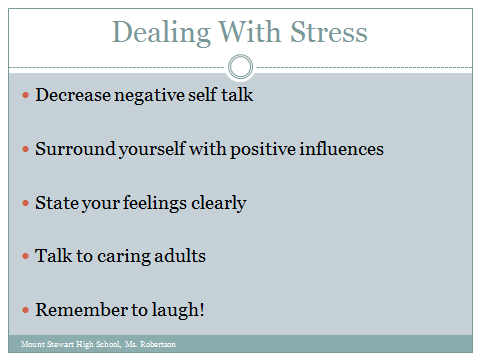 Dealing With Stress
Decrease negative self talk
Surround yourself with positive influences
State your feelings clearly
Talk to caring adults
Remember to laugh!
Mount Stewart High School, Ms. Robertson